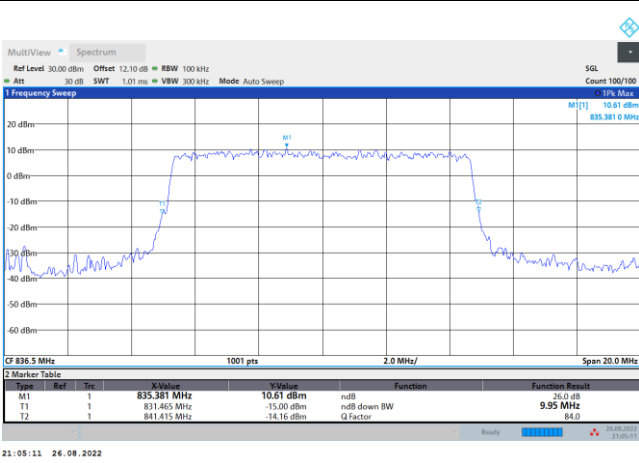 MultiView Spectrum
Ref Level 30.00 dBm Offset 12.10 dB RBW 100 kHz SGL
Att 30 dB SWT 1.01 ms VBW 300 kHz Mode Auto Sweep Count 100/100
1 Frequency Sweep 1Pk Max
M1[1] 10.61 dBm
835.381 0 MHz
20 dBm
M1
10 dBm
0 dBm
-10 dBm
T1 T2
-20 dBm
-30 dBm
-40 dBm
-50 dBm
-60 dBm
CF 836.5 MHz 1001 pts 2.0 MHz/ Span 20.0 MHz
2 Marker Table
Type Ref Trc X-Value Y-Value Function Function Result
M1 1 835.381 MHz 10.61 dBm ndB 26.0 dB
T1 1 831.465 MHz -15.00 dBm ndB down BW 9.95 MHz
T2 1 841.415 MHz -14.16 dBm Q Factor 84.0
Ready 26.08.2022
21:05:11
21:05:11 26.08.2022